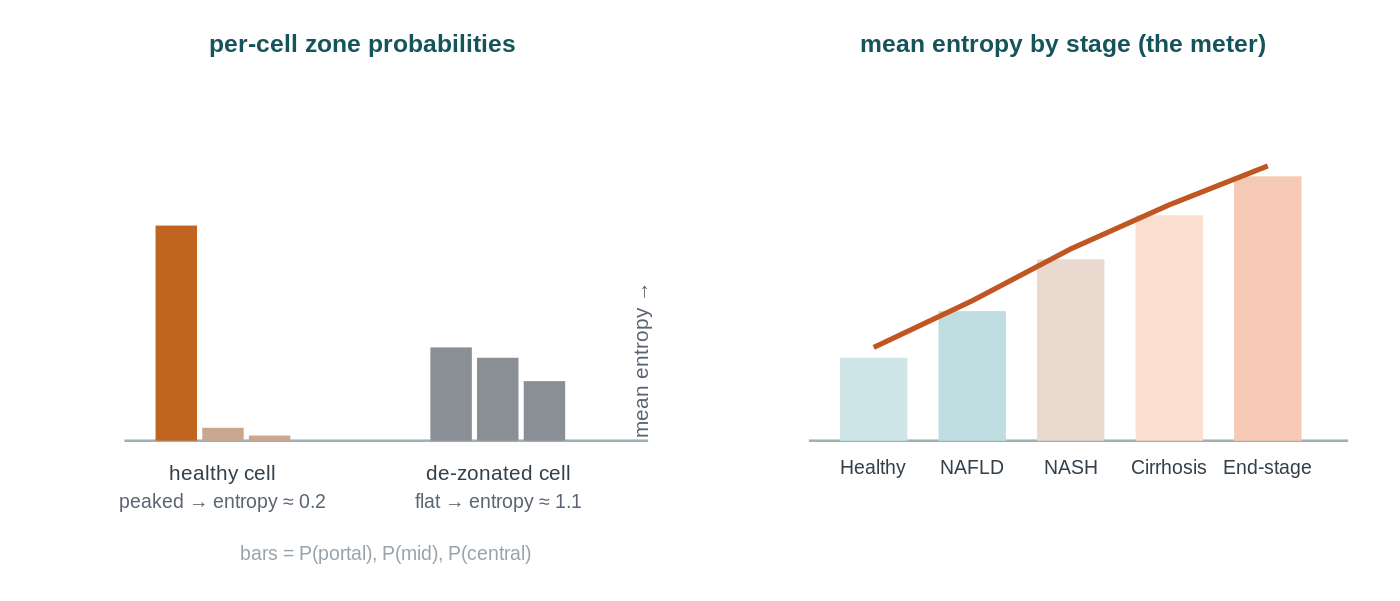 per-cell zone probabilities
healthy cell
peaked → entropy ≈ 0.2
de-zonated cell
flat → entropy ≈ 1.1
bars = P(portal), P(mid), P(central)
mean entropy by stage (the meter)
mean entropy →
Healthy NAFLD NASH Cirrhosis End-stage